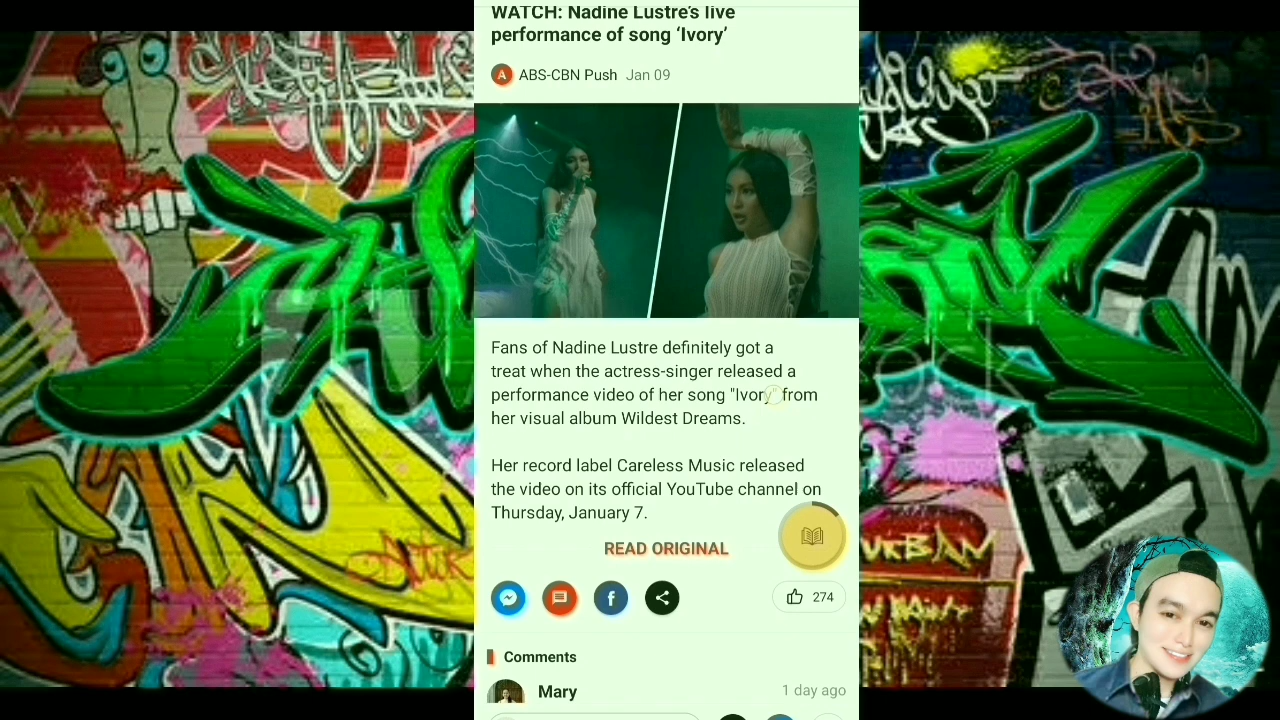 WATCH: Nadine Lustre's live
performance of song ‘Ivory’
A ABS-CBN Push Jan 09
Fans of Nadine Lustre definitely got a
treat when the actress-singer released a
performance video of her song "Ivory" from
her visual album Wildest Dreams.
Her record label Careless Music released
the video on its official YouTube channel on
Thursday, January 7.
READ ORIGINAL
f
274
Comments
Mary 1 day ago
URBAN